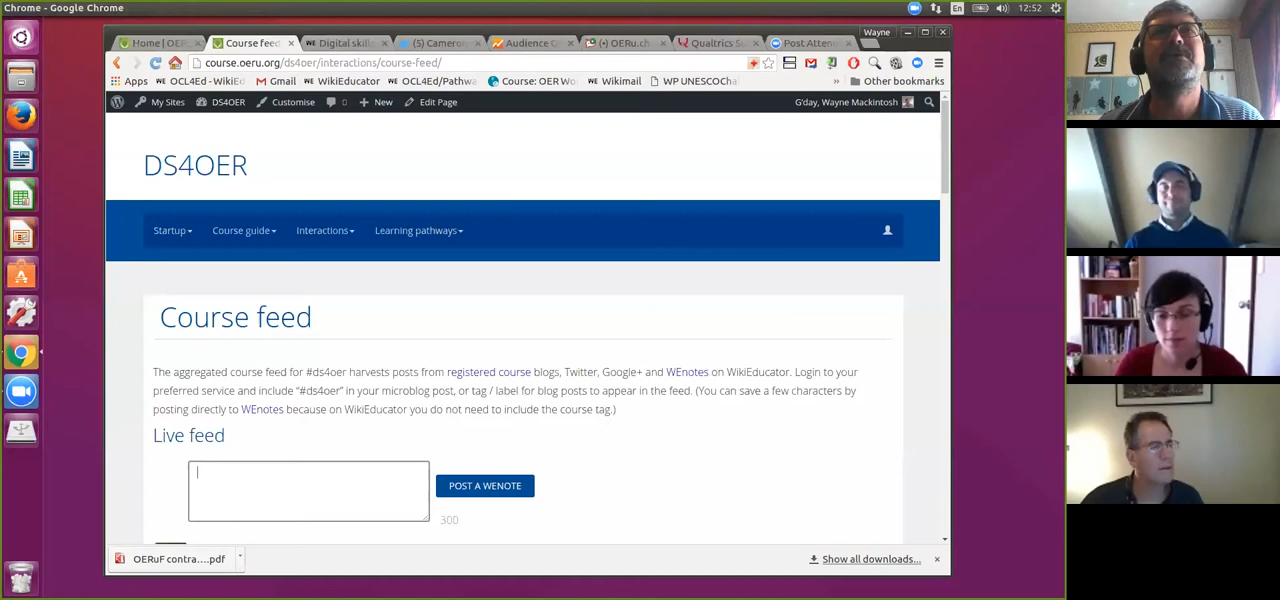 Chrome - Google Chrome
En
12:52
Wayne
Home | OEF
Course feed
Digital skill
(5) Cameron
Audience O
(•) OERu.ch
Qualtrics Su
Post Atten
course.oeru.org/ds4oer/interactions/course-feed/
Apps
OCL4Ed - WikiEd
Gmail
WikiEducator
OCL4Ed/Pathwa
Course: OER Wo
Wikimail
WP UNESCOChai
»
Other bookmarks
My Sites
DS4OER
Customise
0
New
Edit Page
G'day, Wayne Mackintosh
DS4OER
Startup
Course guide
Interactions
Learning pathways
Course feed
The aggregated course feed for #ds4oer harvests posts from registered course blogs, Twitter, Google+ and WEnotes on WikiEducator. Login to your
preferred service and include “#ds4oer” in your microblog post, or tag / label for blog posts to appear in the feed. (You can save a few characters by
posting directly to WEnotes because on WikiEducator you do not need to include the course tag.)
Live feed
POST A WENOTE
300
OERuF contra....pdf
Show all downloads...